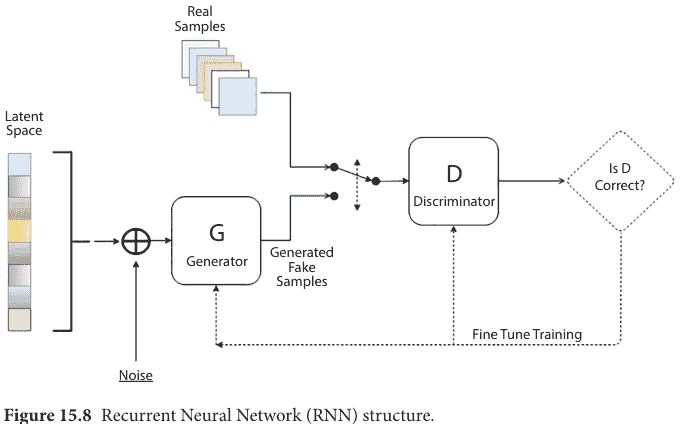 Real
Samples
Latent
Space
D
Discriminator
Is D
Correct?
G
Generator
Generated
Fake
Samples
Fine Tune Training
Noise
Figure 15.8 Recurrent Neural Network (RNN) structure.